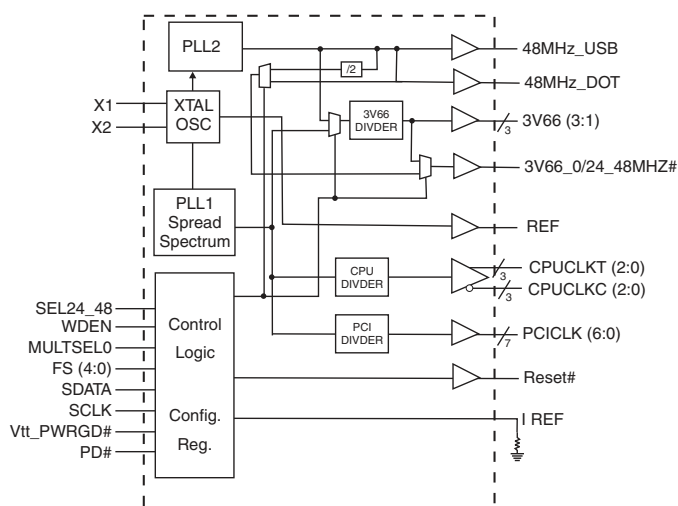 PLL2
/2
48MHz_USB
48MHz_DOT
X1
X2
XTAL
OSC
3V66
DIVDER
3
3V66 (3:1)
3V66_0/24_48MHZ#
PLL1
Spread
Spectrum
REF
CPU
DIVDER
3
CPUCLKT (2:0)
3
CPUCLKC (2:0)
PCI
DIVDER
7
PCICLK (6:0)
SEL24_48
WDEN
MULTSEL0
FS (4:0)
SDATA
SCLK
Vtt_PWRGD#
PD#
Control
Logic
Config.
Reg.
Reset#
I REF